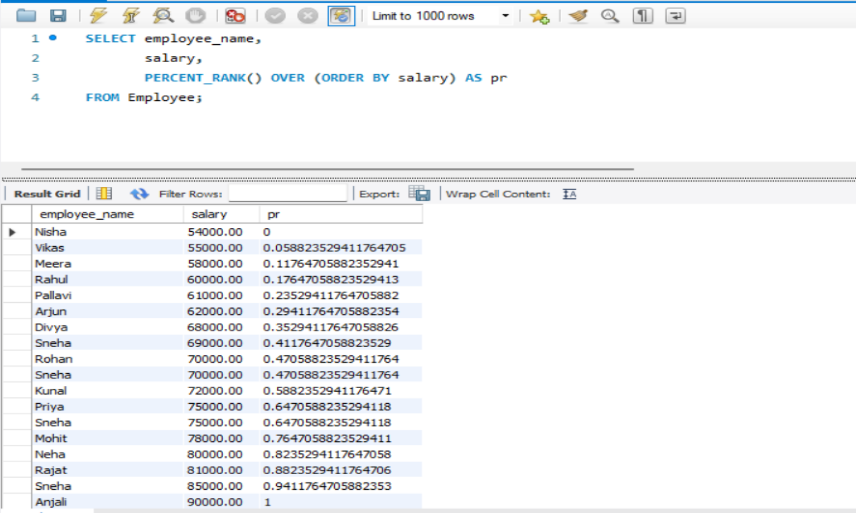 Limit to 1000 rows
1 SELECT employee_name,
2 salary,
3 PERCENT_RANK() OVER (ORDER BY salary) AS pr
4 FROM Employee;
Result Grid Filter Rows: Export: Wrap Cell Content:
employee_name salary pr
Nisha 54000.00 0
Vikas 55000.00 0.058823529411764705
Meera 58000.00 0.11764705882352941
Rahul 60000.00 0.17647058823529413
Pallavi 61000.00 0.23529411764705882
Arjun 62000.00 0.29411764705882354
Divya 68000.00 0.35294117647058826
Sneha 69000.00 0.4117647058823529
Rohan 70000.00 0.47058823529411764
Sneha 70000.00 0.47058823529411764
Kunal 72000.00 0.5882352941176471
Priya 75000.00 0.6470588235294118
Sneha 75000.00 0.6470588235294118
Mohit 78000.00 0.7647058823529411
Neha 80000.00 0.8235294117647058
Rajat 81000.00 0.8823529411764706
Sneha 85000.00 0.9411764705882353
Anjali 90000.00 1